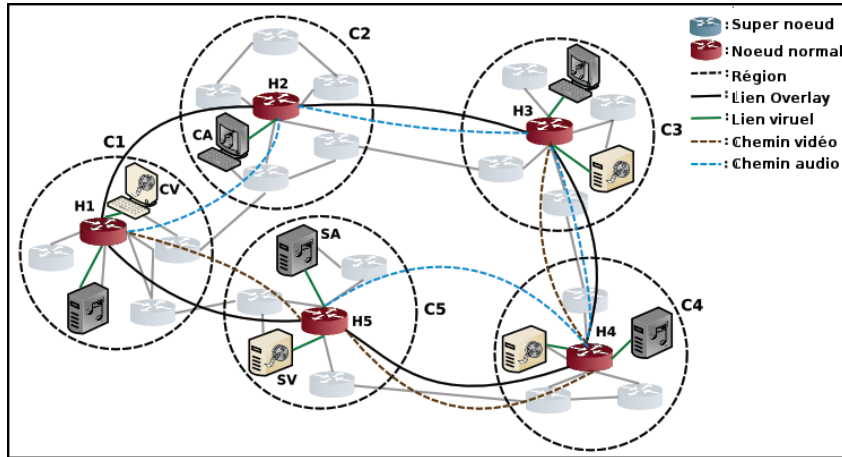 C2
: Super noeud
: Noeud normal
: Région
: Lien Overlay
: Lien viruel
: Chemin vidéo
: Chemin audio
H2
CA
H3
C3
C1
CV
H1
SA
C5
H5
SV
C4
H4